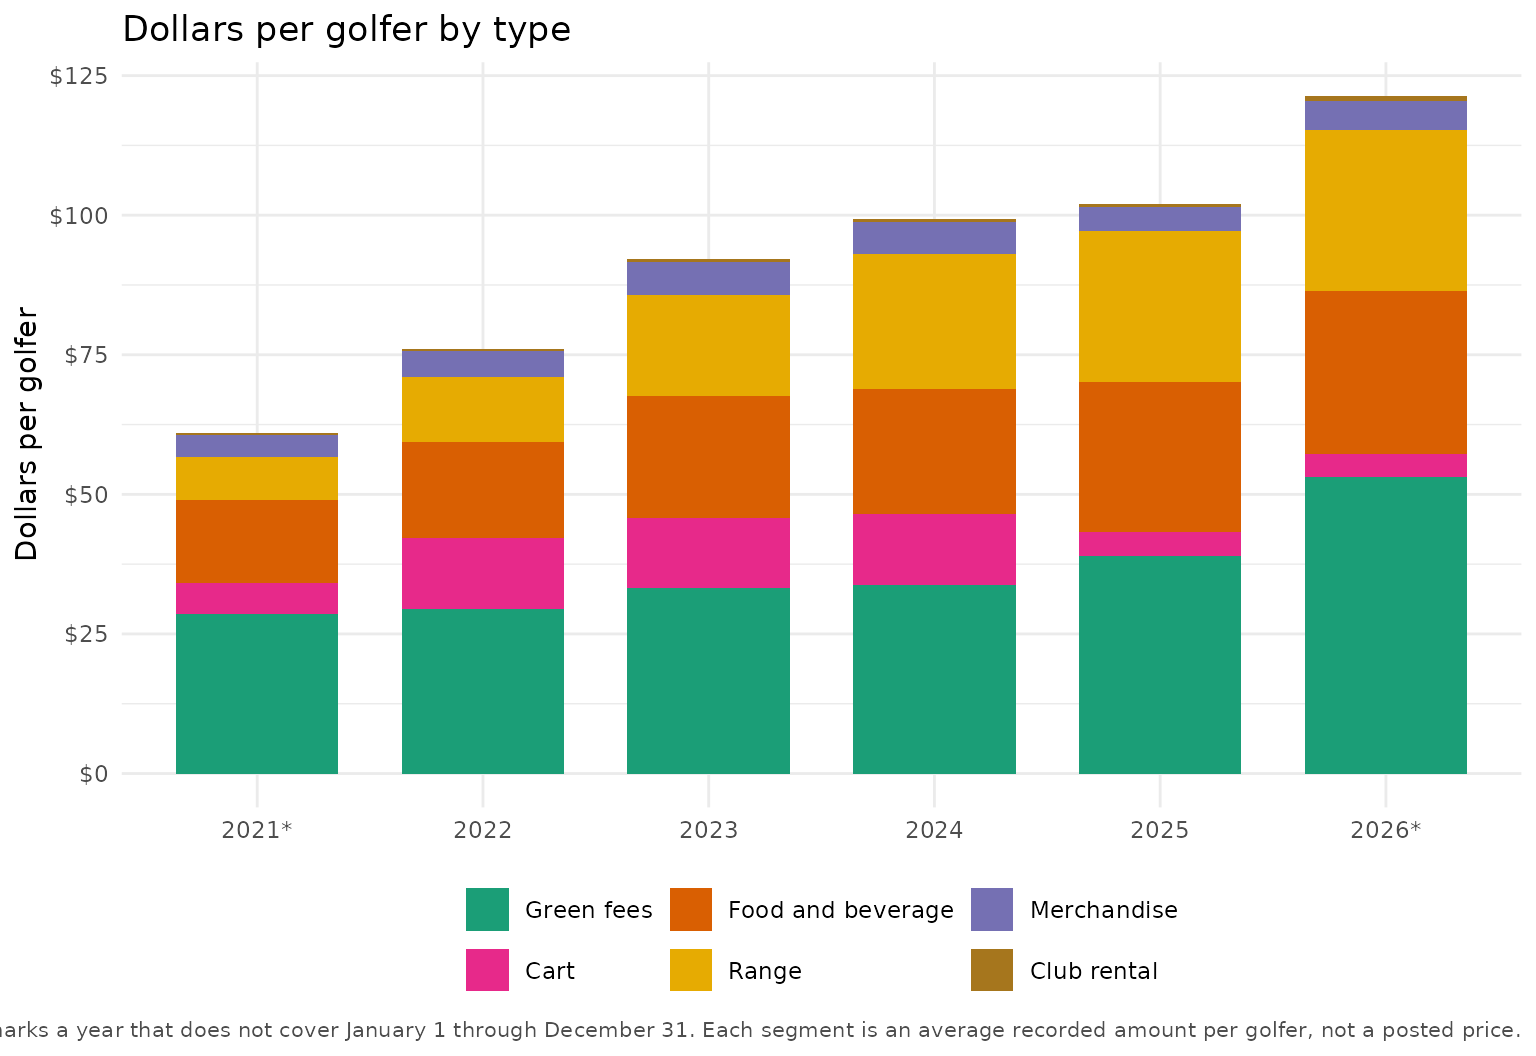 Dollars per golfer by type
Dollars per golfer
$125
$100
$75
$50
$25
$0
2021* 2022 2023 2024 2025 2026*
Green fees Food and beverage Merchandise
Cart Range Club rental
a year that does not cover January 1 through December 31. Each segment is an average recorded amount per golfer, not a posted price.